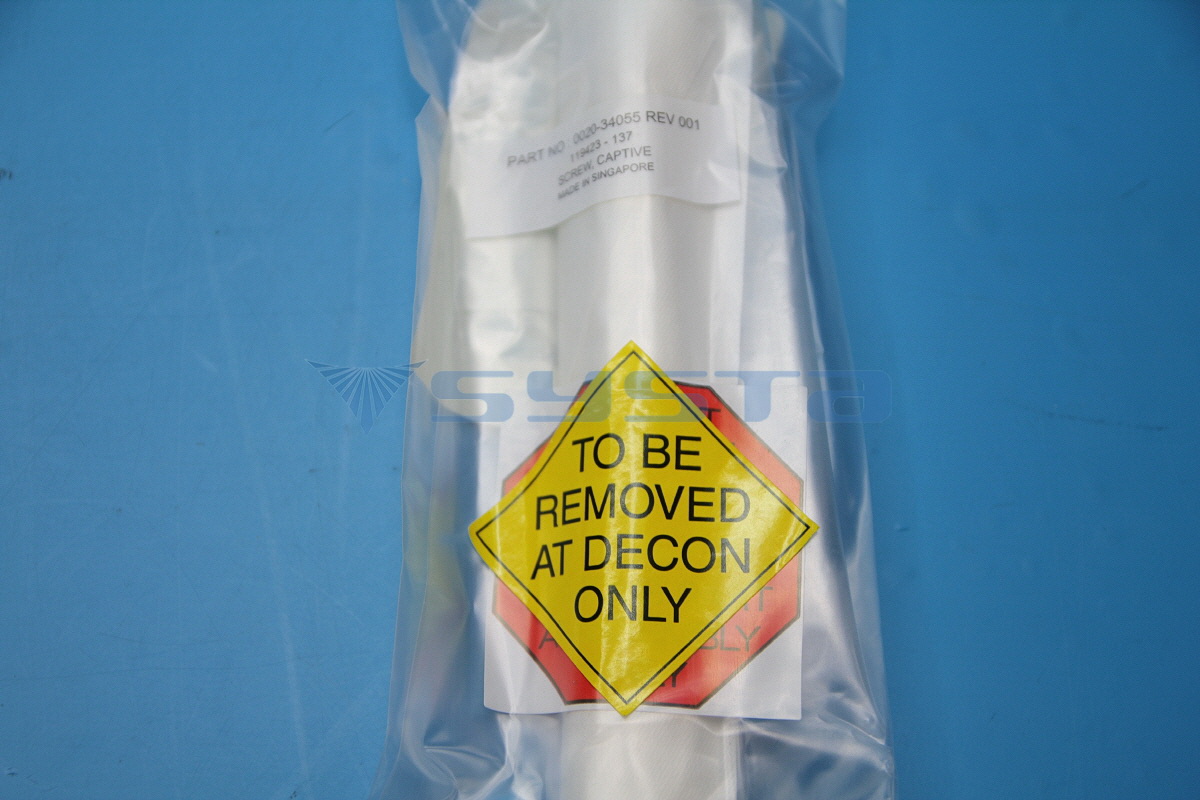 PART NO 0020-34055 REV 001
119423 - 137
SCREW, CAPTIVE
MADE IN SINGAPORE
SYSTA
TO BE
REMOVED
AT DECON
ONLY